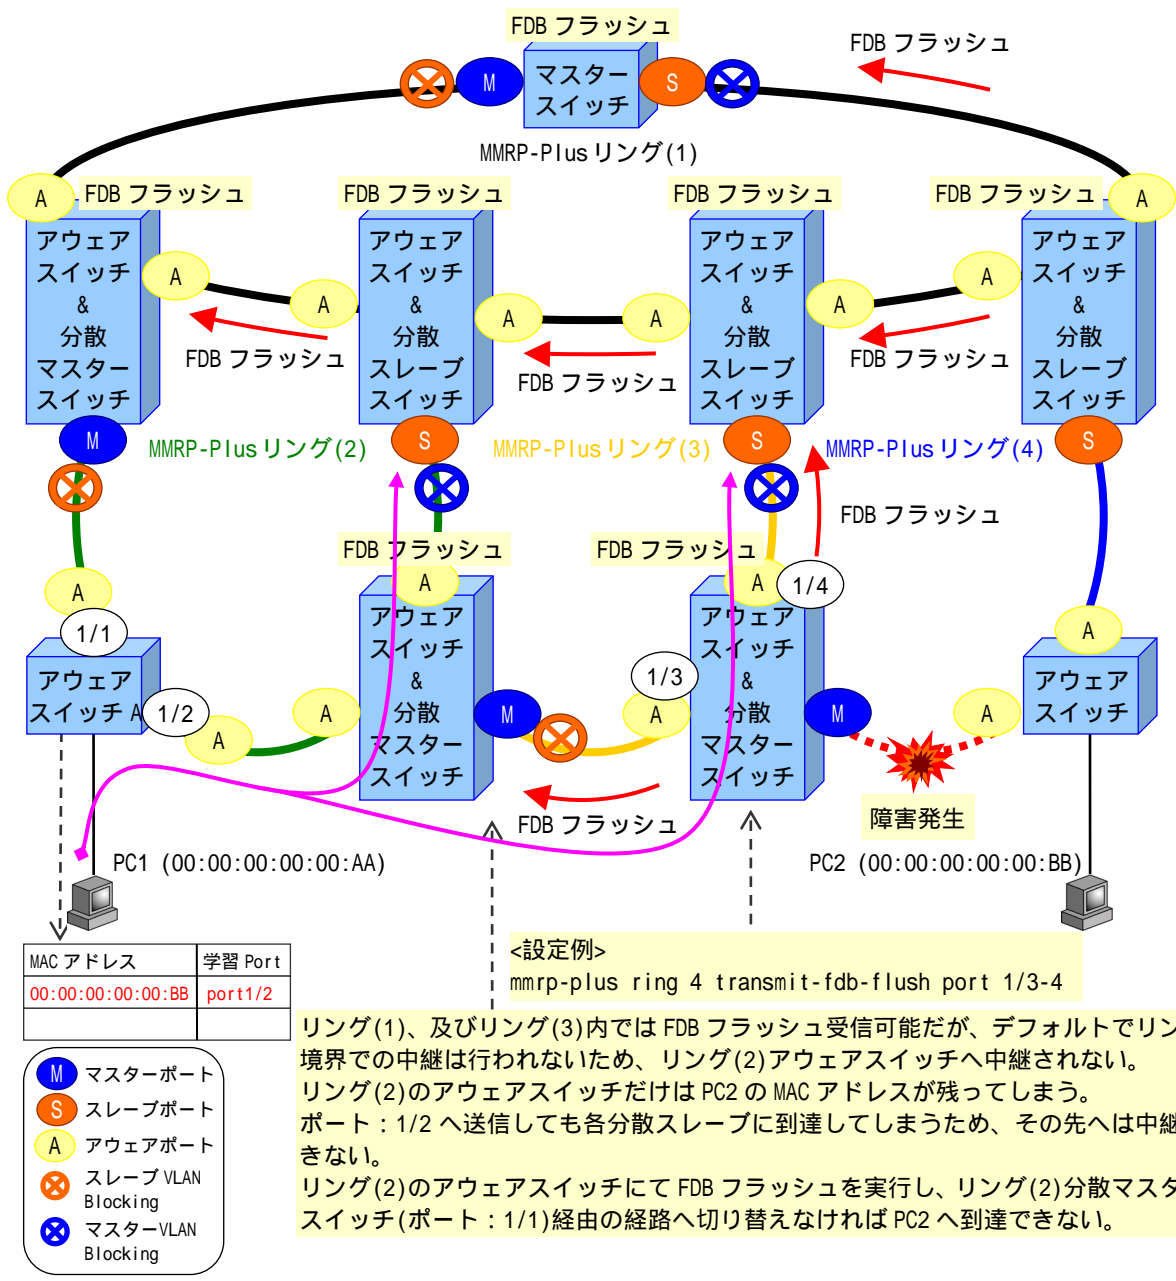 FDB フラッシュ
FDB フラッシュ
M
マスター
スイッチ
S
MMRP-Plus リング(1)
A
FDB フラッシュ
FDB フラッシュ
FDB フラッシュ
FDB フラッシュ
A
アウェア
スイッチ
&
分散
マスター
スイッチ
アウェア
スイッチ
&
分散
スレーブ
スイッチ
アウェア
スイッチ
&
分散
スレーブ
スイッチ
アウェア
スイッチ
&
分散
スレーブ
スイッチ
A
A
A
A
A
A
FDB フラッシュ
FDB フラッシュ
FDB フラッシュ
M
MMRP-Plus リング(2)
S
MMRP-Plus リング(3)
S
MMRP-Plus リング(4)
S
FDB フラッシュ
FDB フラッシュ
FDB フラッシュ
A
1/1
アウェア
スイッチ A
1/2
A
A
A
アウェア
スイッチ
&
分散
マスター
スイッチ
M
1/3
A
A
1/4
アウェア
スイッチ
&
分散
マスター
スイッチ
M
A
A
アウェア
スイッチ
FDB フラッシュ
障害発生
PC1 (00:00:00:00:00:AA)
PC2 (00:00:00:00:00:BB)
MAC アドレス 学習 Port
00:00:00:00:00:BB port1/2
<設定例>
mmrp-plus ring 4 transmit-fdb-flush port 1/3-4
リング(1)、及びリング(3)内では FDB フラッシュ受信可能だが、デフォルトでリン
境界での中継は行われないため、リング(2)アウェアスイッチへ中継されない。
リング(2)のアウェアスイッチだけは PC2 の MAC アドレスが残ってしまう。
ポート：1/2 へ送信しても各分散スレーブに到達してしまうため、その先へは中継
きない。
リング(2)のアウェアスイッチにて FDB フラッシュを実行し、リング(2)分散マスタ
スイッチ(ポート：1/1)経由の経路へ切り替えなければ PC2 へ到達できない。
M マスターポート
S スレーブポート
A アウェアポート
スレーブ VLAN
Blocking
マスターVLAN
Blocking